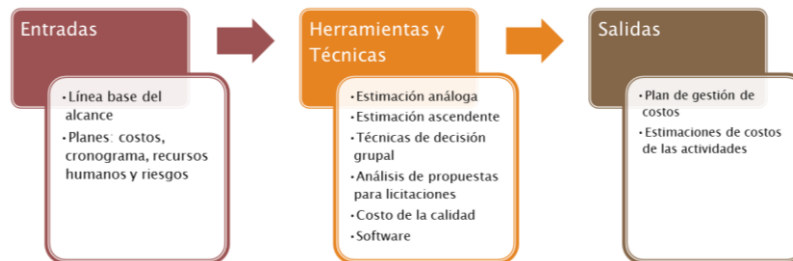 Entradas
• Línea base del
alcance
• Planes: costos,
cronograma, recursos
humanos y riesgos
Herramientas y
Técnicas
• Estimación análoga
• Estimación ascendente
• Técnicas de decisión
grupal
• Análisis de propuestas
para licitaciones
• Costo de la calidad
• Software
Salidas
• Plan de gestión de
costos
• Estimaciones de costos
de las actividades